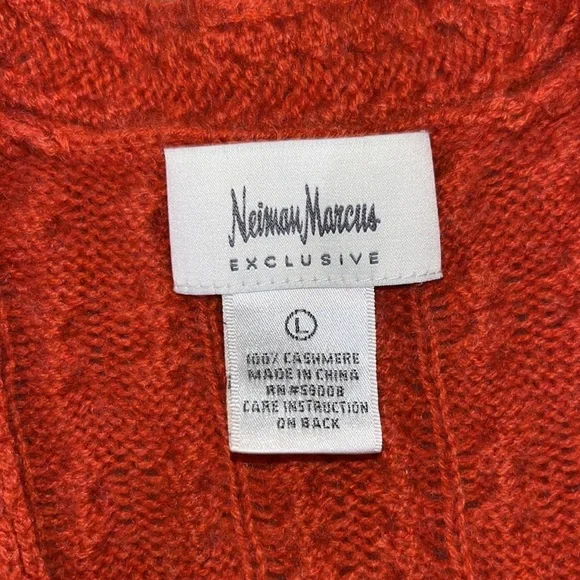 Neiman Marcus
EXCLUSIVE
L
100% CASHMERE
MADE IN CHINA
RN#59008
CARE INSTRUCTION
ON BACK